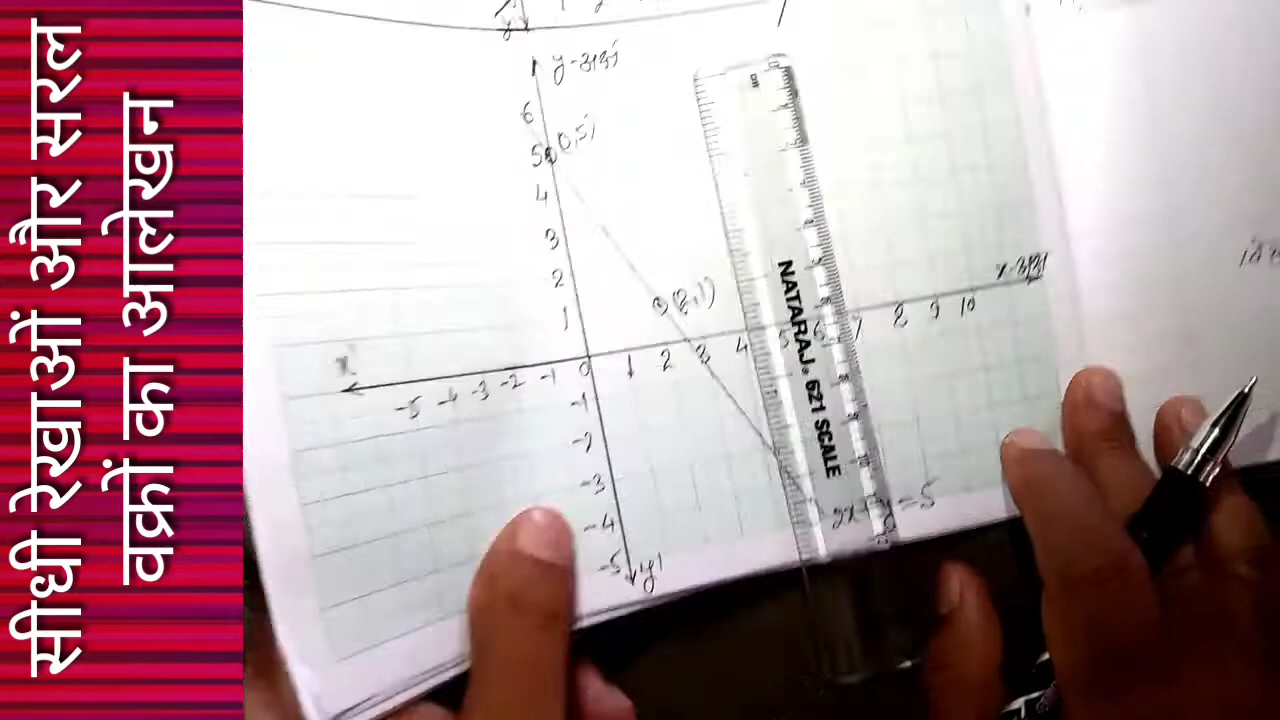 सीधी रेखाओं और सरल
वक्रों का आलेखन
y-अक्ष
6
5 (0,5)
4
3
2
1
(2,1)
x-अक्ष
x'
-5 -4 -3 -2 -1 0 1 2 3 4 7 8 9 10
-1
-2
-3
-4
-5
y'
NATARAJ 621 SCALE
= 5